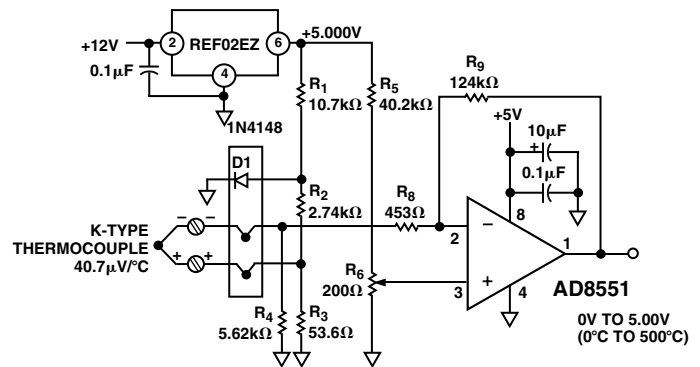 +12V
2
REF02EZ
6
+5.000V
0.1μF
4
1N4148
R1
10.7kΩ
R5
40.2kΩ
R9
124kΩ
+5V
10μF
+
0.1μF
D1
R2
2.74kΩ
R8
453Ω
K-TYPE
THERMOCOUPLE
40.7μV/°C
– –
+ +
2
–
8
1
R6
200Ω
3
+
4
AD8551
R4
5.62kΩ
R3
53.6Ω
0V TO 5.00V
(0°C TO 500°C)